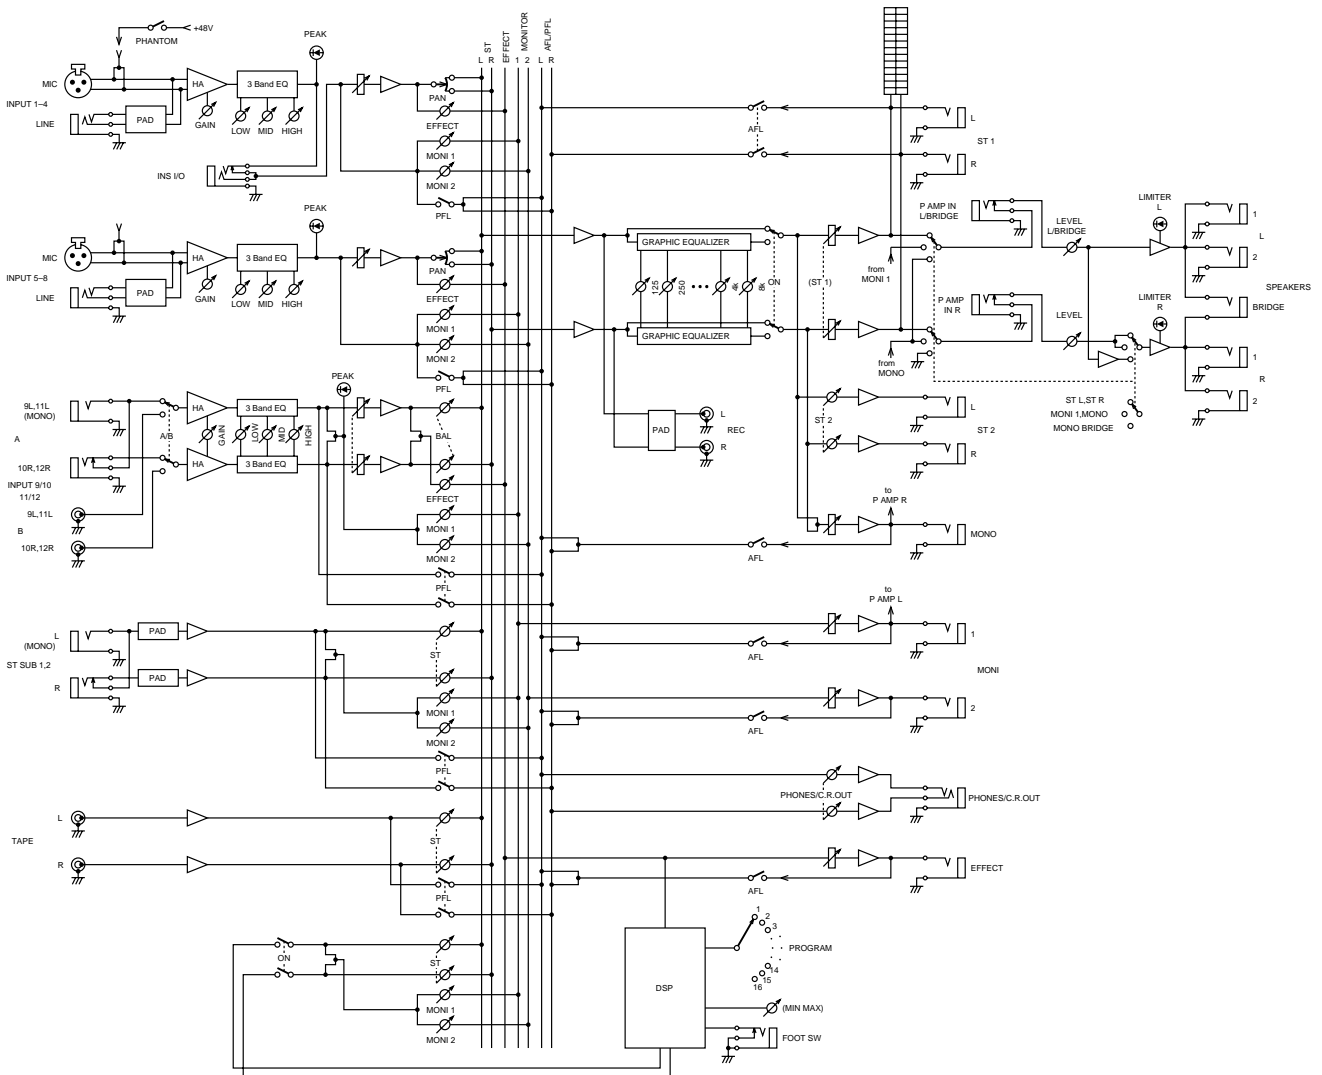 +48V
PHANTOM
PEAK
MIC
HA
3 Band EQ
INPUT 1–4
LINE
PAD
GAIN
LOW
MID
HIGH
INS I/O
PAN
EFFECT
MONI 1
MONI 2
PFL
ST
EFFECT
MONITOR
AFL/PFL
L
R
1
2
L
R
AFL
L
ST 1
R
PEAK
MIC
HA
3 Band EQ
INPUT 5–8
LINE
PAD
GAIN
LOW
MID
HIGH
PAN
EFFECT
MONI 1
MONI 2
PFL
GRAPHIC EQUALIZER
125
250
4k
8k
ON
GRAPHIC EQUALIZER
(ST 1)
from
MONI 1
from
MONO
P AMP IN
L/BRIDGE
LEVEL
L/BRIDGE
LIMITER
L
P AMP
IN R
LEVEL
LIMITER
R
1
L
2
SPEAKERS
BRIDGE
1
R
2
ST L,ST R
MONI 1,MONO
MONO BRIDGE
PEAK
9L,11L
(MONO)
A
10R,12R
INPUT 9/10
11/12
9L,11L
B
10R,12R
A/B
HA
3 Band EQ
GAIN
LOW
MID
HIGH
HA
3 Band EQ
BAL
EFFECT
MONI 1
MONI 2
PFL
PAD
L
REC
R
ST 2
L
ST 2
R
to
P AMP R
MONO
AFL
L
(MONO)
ST SUB 1,2
R
PAD
PAD
ST
MONI 1
MONI 2
PFL
to
P AMP L
1
AFL
MONI
2
AFL
PHONES/C.R.OUT
PHONES/C.R.OUT
L
TAPE
R
ST
PFL
EFFECT
AFL
ON
ST
MONI 1
MONI 2
DSP
1
2
3
PROGRAM
14
15
16
(MIN MAX)
FOOT SW